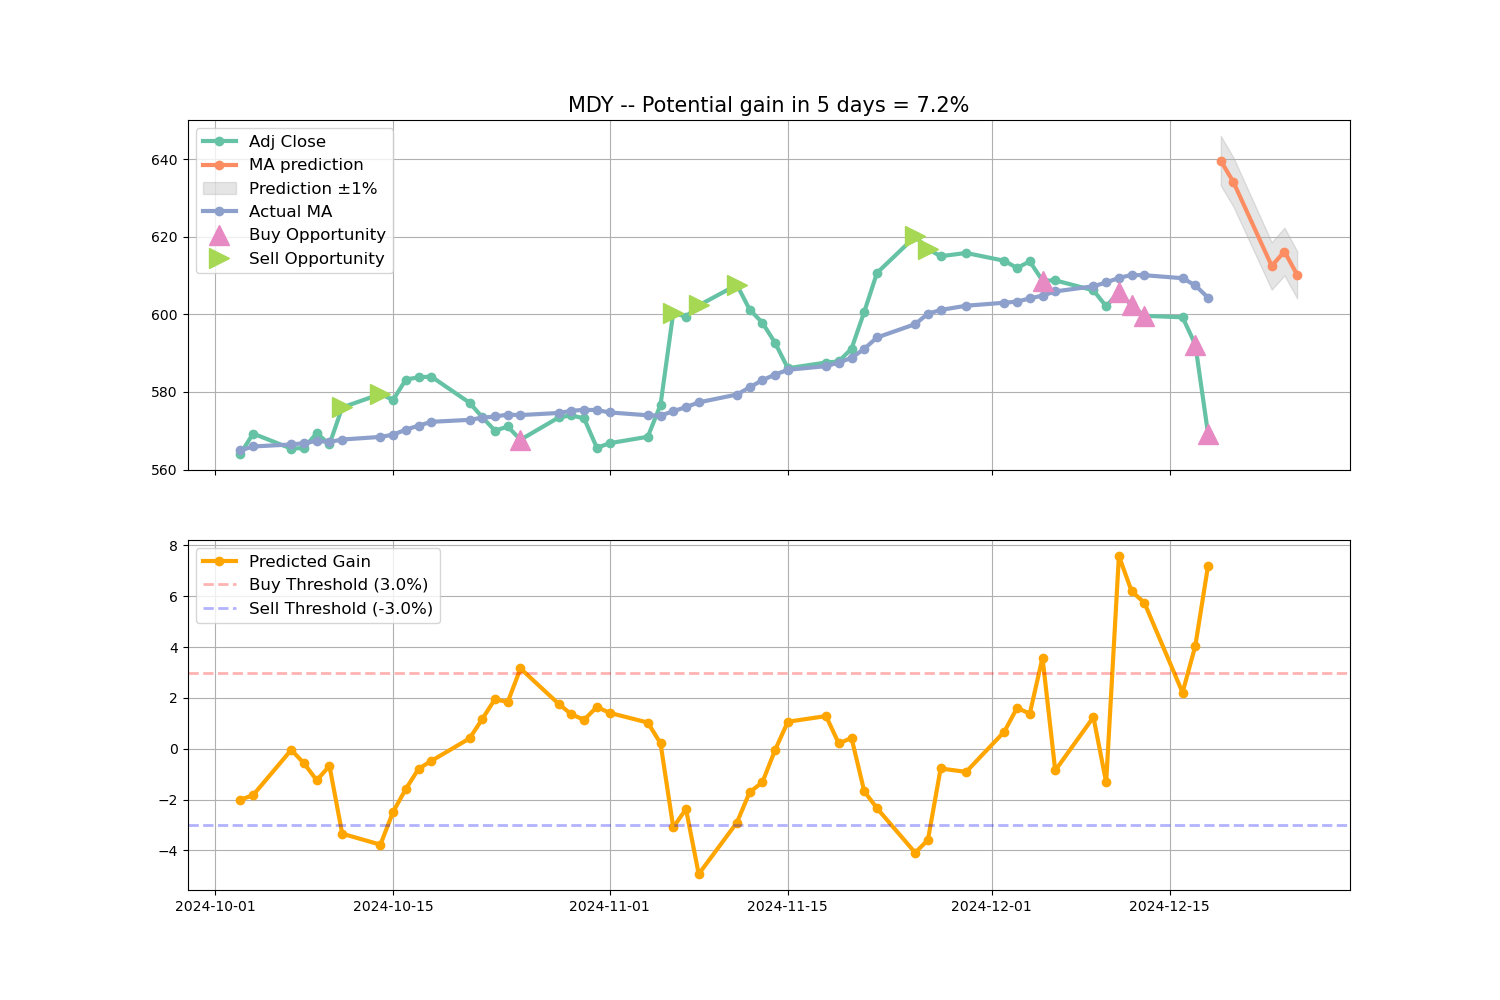 MDY -- Potential gain in 5 days = 7.2%
Adj Close
MA prediction
Prediction ±1%
Actual MA
Buy Opportunity
Sell Opportunity
640
620
600
580
560
Predicted Gain
Buy Threshold (3.0%)
Sell Threshold (-3.0%)
8
6
4
2
0
−2
−4
2024-10-01 2024-10-15 2024-11-01 2024-11-15 2024-12-01 2024-12-15